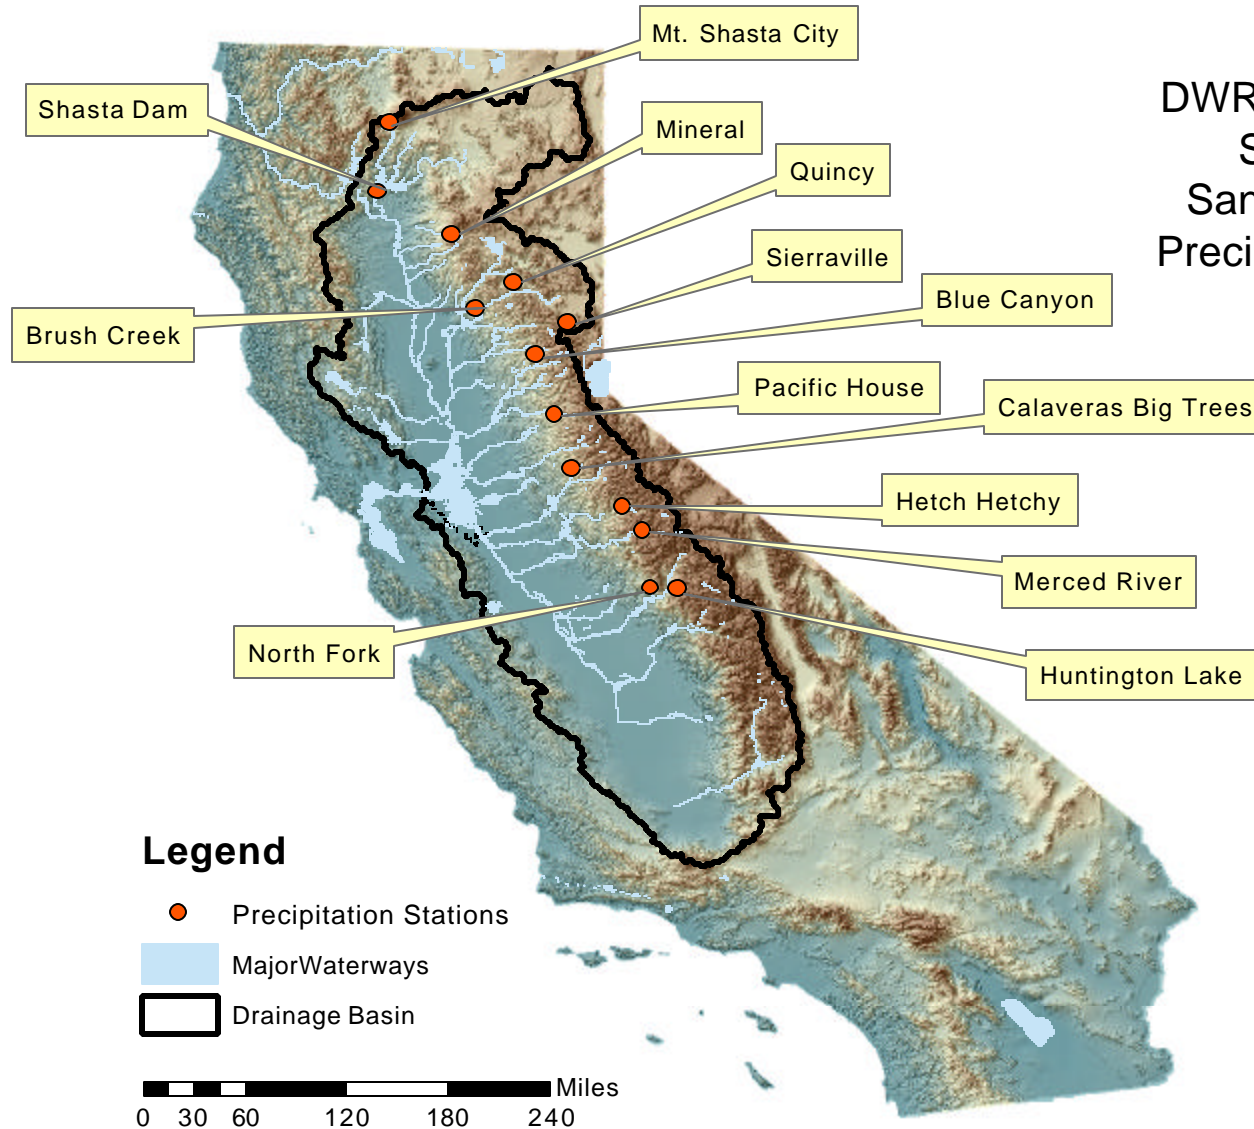 Mt. Shasta City
Shasta Dam
Mineral
Quincy
Sierraville
Blue Canyon
Brush Creek
Pacific House
Calaveras Big Trees
Hetch Hetchy
Merced River
North Fork
Huntington Lake
DWR
S
San
Preci
Legend
Precipitation Stations
MajorWaterways
Drainage Basin
Miles
0 30 60 120 180 240